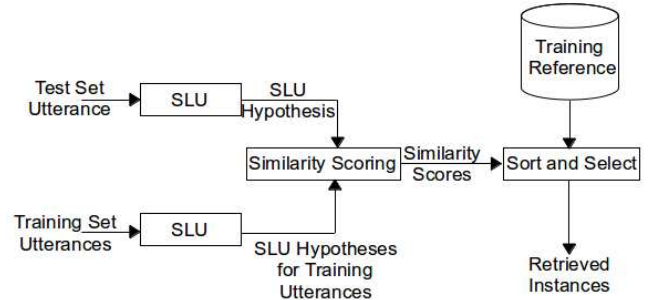 Training
Reference
Test Set
Utterance
SLU
SLU
Hypothesis
Similarity Scoring
Similarity
Scores
Sort and Select
Training Set
Utterances
SLU
SLU Hypotheses
for Training
Utterances
Retrieved
Instances